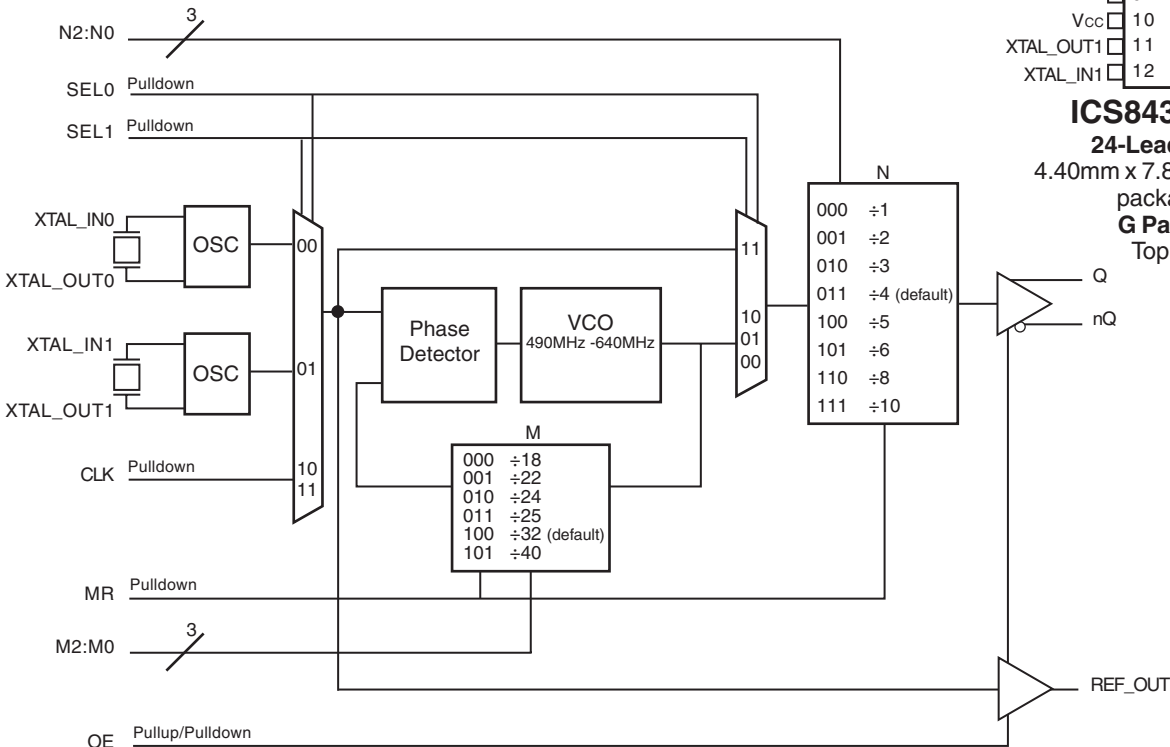 3
N2:N0
SEL0 Pulldown
SEL1 Pulldown
XTAL_IN0
OSC
XTAL_OUT0
XTAL_IN1
OSC
XTAL_OUT1
CLK Pulldown
00
01
10
11
Phase
Detector
VCO
490MHz -640MHz
M
000 ÷18
001 ÷22
010 ÷24
011 ÷25
100 ÷32 (default)
101 ÷40
11
10
01
00
N
000 ÷1
001 ÷2
010 ÷3
011 ÷4 (default)
100 ÷5
101 ÷6
110 ÷8
111 ÷10
Q
nQ
MR Pulldown
3
M2:M0
REF_OUT
OE Pullup/Pulldown
VCC 10
XTAL_OUT1 11
XTAL_IN1 12
ICS843
24-Lea
4.40mm x 7.8
packa
G Pa
Top